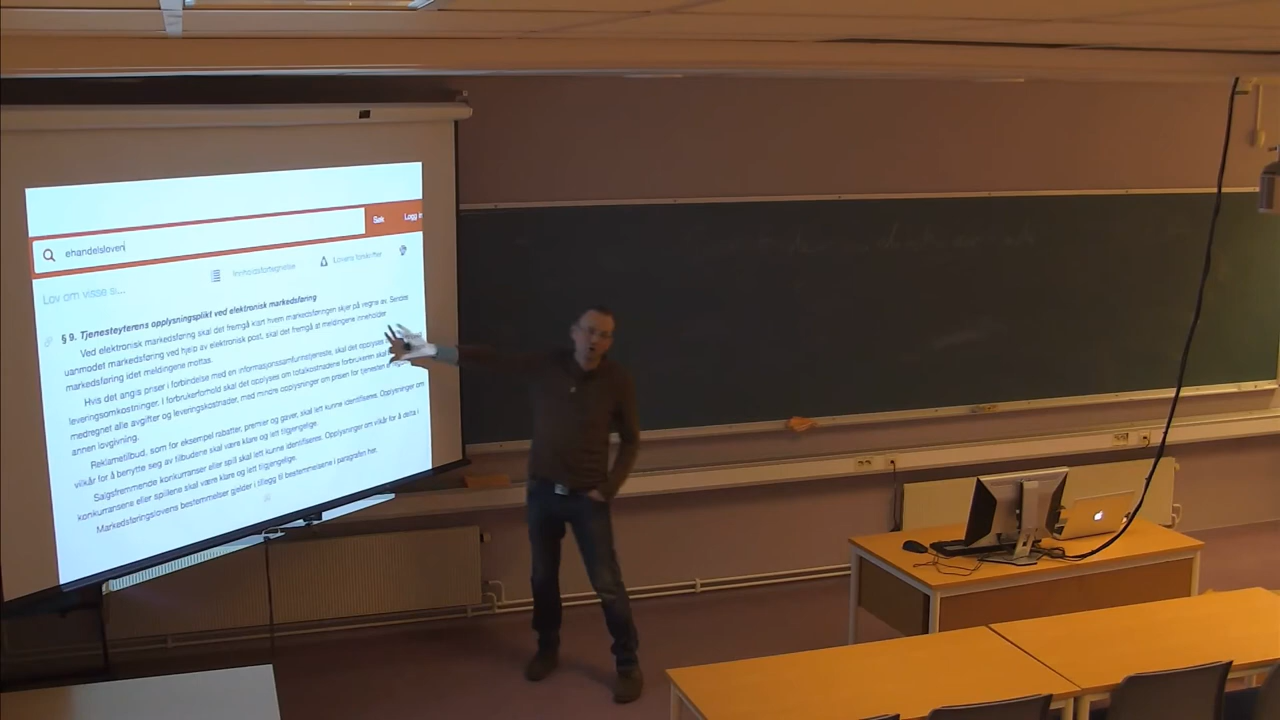 ehandelsloven
Søk
Logg in
Innholdsfortegnelse
Lovens forskrifter
Lov om visse si...
§ 9. Tjenesteyterens opplysningsplikt ved elektronisk markedsføring
Ved elektronisk markedsføring skal det fremgå klart hvem markedsføringen skjer på vegne av. Sendes
uanmodet markedsføring ved hjelp av elektronisk post, skal det fremgå at meldingene inneholder
markedsføring idet meldingene mottas.
Hvis det angis priser i forbindelse med en informasjonssamfunnstjeneste, skal det opplyses
leveringsomkostninger. I forbrukerforhold skal det opplyses om totalkostnadene forbrukeren skal
medregnet alle avgifter og leveringskostnader, med mindre opplysninger om prisen for tjenesten er
annen lovgivning.
Reklametilbud, som for eksempel rabatter, premier og gaver, skal lett kunne identifiseres. Opplysninger om
vilkår for å benytte seg av tilbudene skal være klare og lett tilgjengelige.
Salgsfremmende konkurranser eller spill skal lett kunne identifiseres. Opplysninger om vilkår for å delta i
konkurransene eller spillene skal være klare og lett tilgjengelige.
Markedsføringslovens bestemmelser gjelder i tillegg til bestemmelsene i paragrafen her.